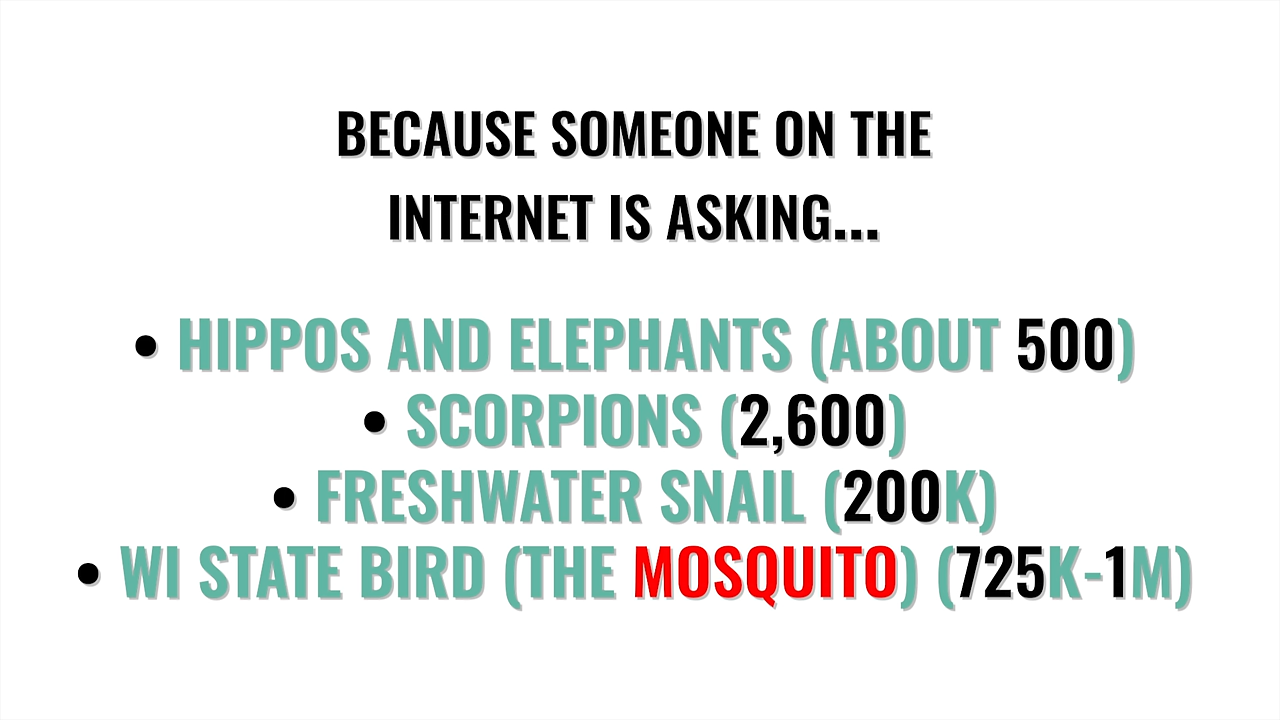 BECAUSE SOMEONE ON THE
INTERNET IS ASKING...
• HIPPOS AND ELEPHANTS (ABOUT 500)
• SCORPIONS (2,600)
• FRESHWATER SNAIL (200K)
• WI STATE BIRD (THE MOSQUITO) (725K-1M)